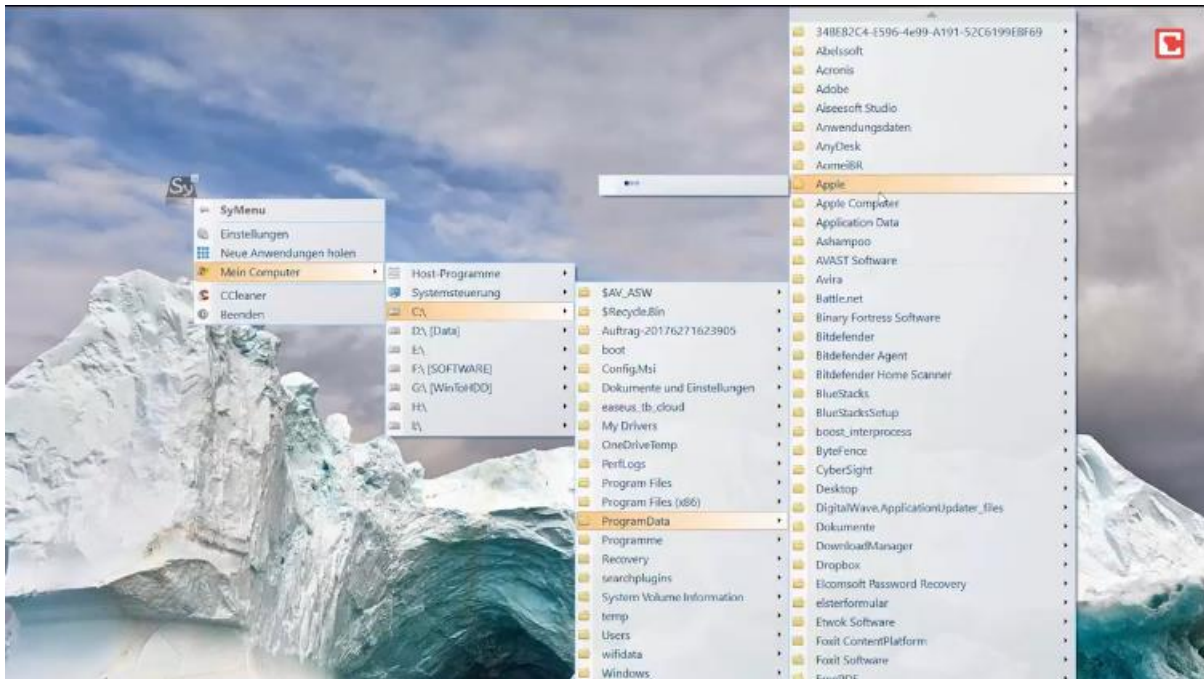 Sy
SyMenu
Einstellungen
Neue Anwendungen holen
Mein Computer
CCleaner
Beenden
Host-Programme
Systemsteuerung
C:\
D:\ [Data]
E:\
F:\ [SOFTWARE]
G:\ [WinToHDD]
H:\
I:\
$AV_ASW
$Recycle.Bin
Auftrag-20176271623905
boot
Config.Msi
Dokumente und Einstellungen
easeus_tb_cloud
My Drivers
OneDriveTemp
PerfLogs
Program Files
Program Files (x86)
ProgramData
Programme
Recovery
searchplugins
System Volume Information
temp
Users
wifidata
Windows
34BE82C4-E596-4e99-A191-52C6199EBF69
Abelssoft
Acronis
Adobe
Aiseesoft Studio
Anwendungsdaten
AnyDesk
AomeiBR
Apple
Apple Computer
Application Data
Ashampoo
AVAST Software
Avira
Battle.net
Binary Fortress Software
Bitdefender
Bitdefender Agent
Bitdefender Home Scanner
BlueStacks
BlueStacksSetup
boost_interprocess
ByteFence
CyberSight
Desktop
DigitalWave.ApplicationUpdater_files
Dokumente
DownloadManager
Dropbox
Elcomsoft Password Recovery
elsterformular
Etwok Software
Foxit ContentPlatform
Foxit Software
FreePDF